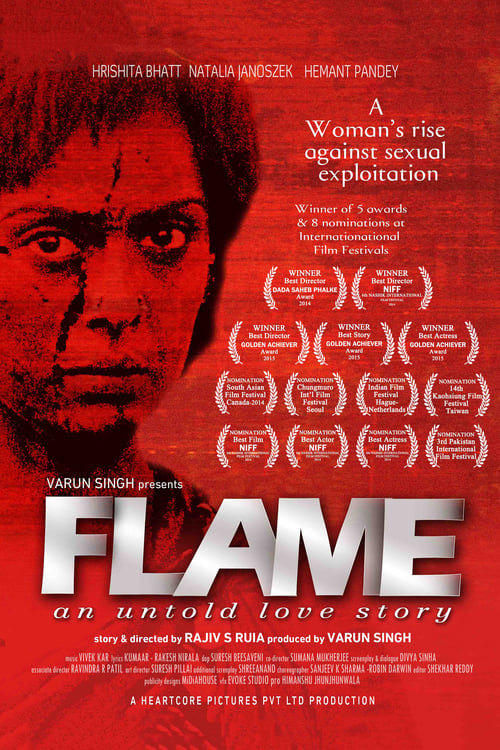 HRISHITA BHATT NATALIA JANOSZEK HEMANT PANDEY
A
Woman's rise
against sexual
exploitation
Winner of 5 awards
& 8 nominations at
Internationational
Film Festivals
WINNER
Best Director
DADA SAHEB PHALKE
Award
2014
WINNER
Best Director
NIFF
6th NASHIK INTERNATIONAL
FILM FESTIVAL
2014
WINNER
Best Director
GOLDEN ACHIEVER
Award
2015
WINNER
Best Story
GOLDEN ACHIEVER
Award
2015
WINNER
Best Actress
GOLDEN ACHIEVER
Award
2015
NOMINATION
South Asian
Film Festival
Canada-2014
NOMINATION
Chungmuro
Int'l Film
Festival
Seoul
NOMINATION
Indian Film
Festival
Hague-
Netherlands
NOMINATION
14th
Kaohsiung Film
Festival
Taiwan
NOMINATION
Best Film
NIFF
NOMINATION
Best Actor
NIFF
NOMINATION
Best Actress
NIFF
NOMINATION
3rd Pakistan
International
Film Festival
VARUN SINGH presents
FLAME
an untold love story
story & directed by RAJIV S RUIA produced by VARUN SINGH
music VIVEK KAR lyrics KUMAAR - RAKESH NIRALA dop SURESH BEESAVENI co-director SUMANA MUKHERJEE screenplay & dialogue DIVYA SINHA
associate director RAVINDRA R PATIL art director SURESH PILLAI additional screenplay SHREEANAND choreographer SANJEEV K SHARMA -ROBIN DARWIN editor SHEKHAR REDDY
publicity designs MiDiAHOUSE vfx EVOKE STUDIO pro HIMANSHU JHUNJHUNWALA
A HEARTCORE PICTURES PVT LTD PRODUCTION